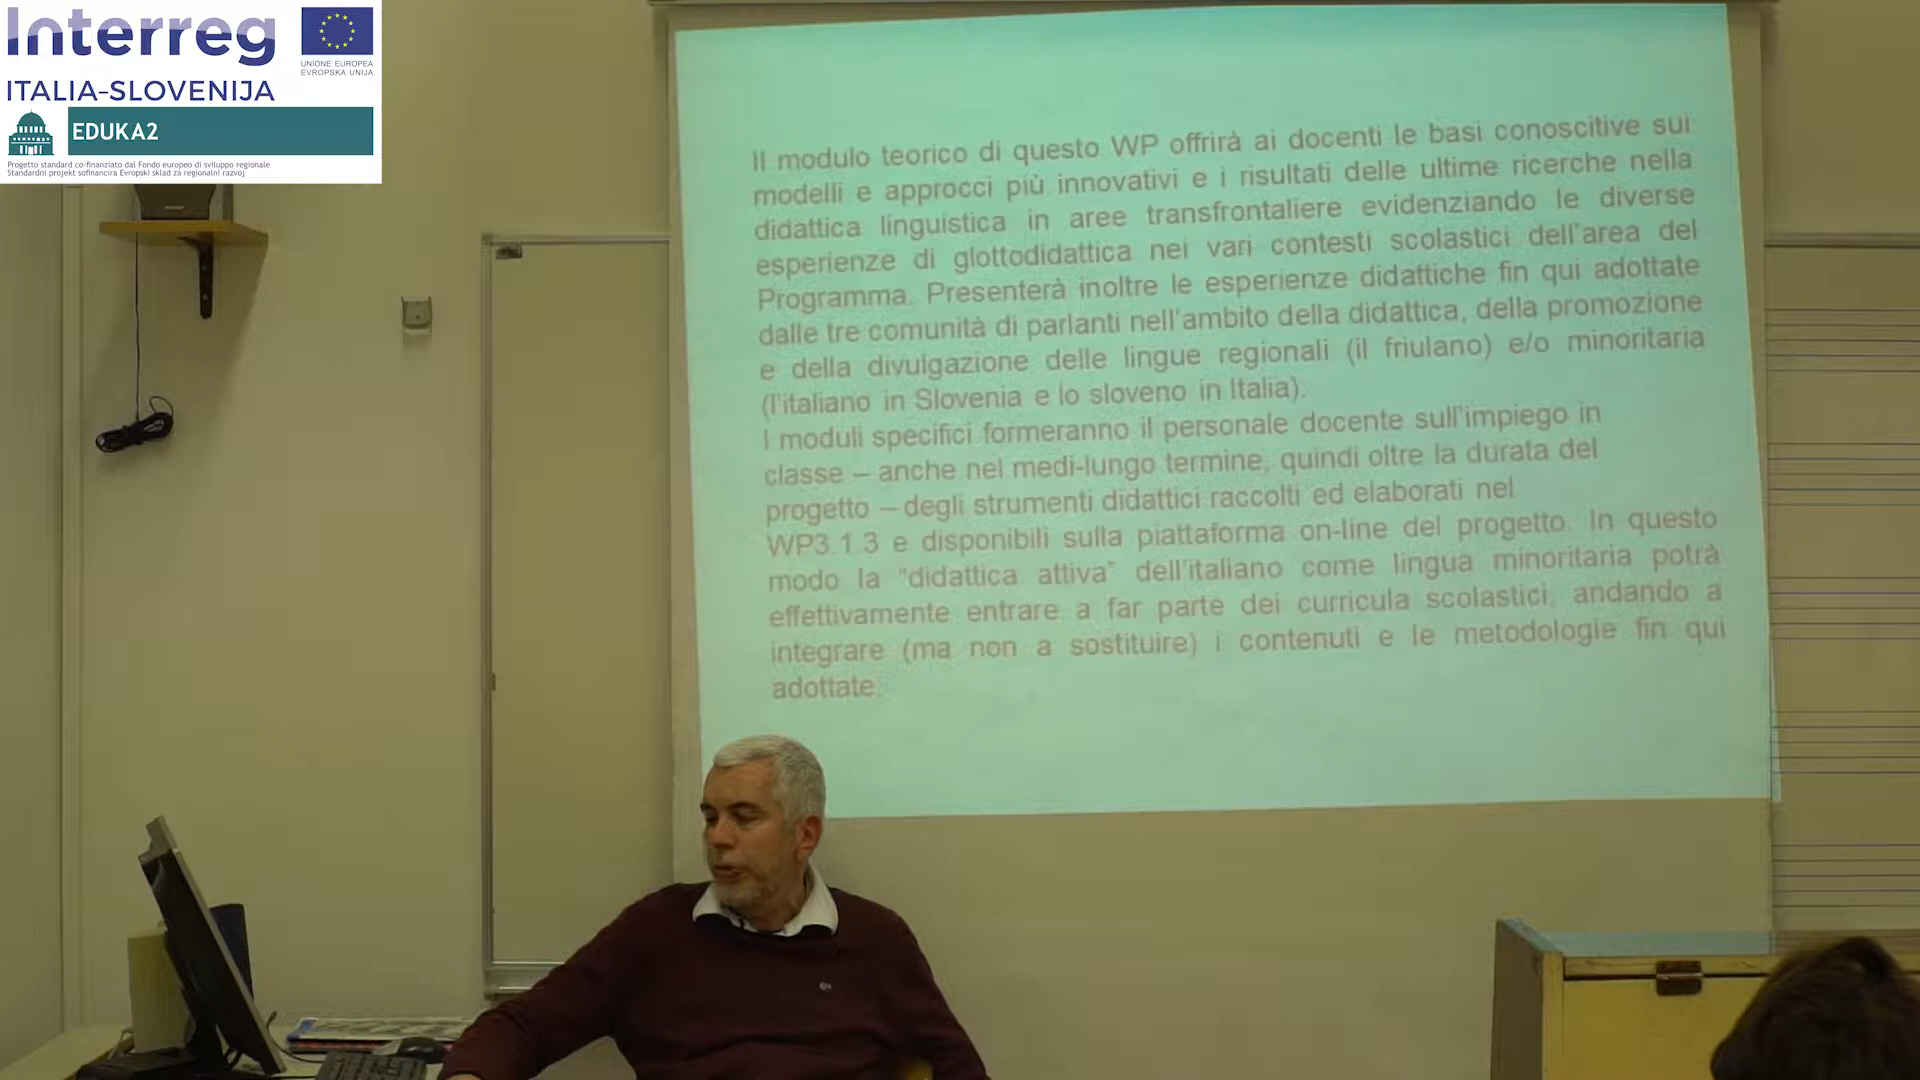 Interreg
UNIONE EUROPEA
EVROPSKA UNIJA
ITALIA-SLOVENIJA
EDUKA2
Progetto standard co-finanziato dal Fondo europeo di sviluppo regionale
Standardni projekt sofinancira Evropski sklad za regionalni razvoj
Il modulo teorico di questo WP offrirà ai docenti le basi conoscitive sui
modelli e approcci più innovativi e i risultati delle ultime ricerche nella
didattica linguistica in aree transfrontaliere evidenziando le diverse
esperienze di glottodidattica nei vari contesti scolastici dell'area del
Programma. Presenterà inoltre le esperienze didattiche fin qui adottate
dalle tre comunità di parlanti nell'ambito della didattica, della promozione
e della divulgazione delle lingue regionali (il friulano) e/o minoritaria
(l'italiano in Slovenia e lo sloveno in Italia).
I moduli specifici formeranno il personale docente sull'impiego in
classe – anche nel medi-lungo termine, quindi oltre la durata del
progetto – degli strumenti didattici raccolti ed elaborati nel
WP3.1.3 e disponibili sulla piattaforma on-line del progetto. In questo
modo la "didattica attiva" dell'italiano come lingua minoritaria potrà
effettivamente entrare a far parte dei curricula scolastici, andando a
integrare (ma non a sostituire) i contenuti e le metodologie fin qui
adottate.